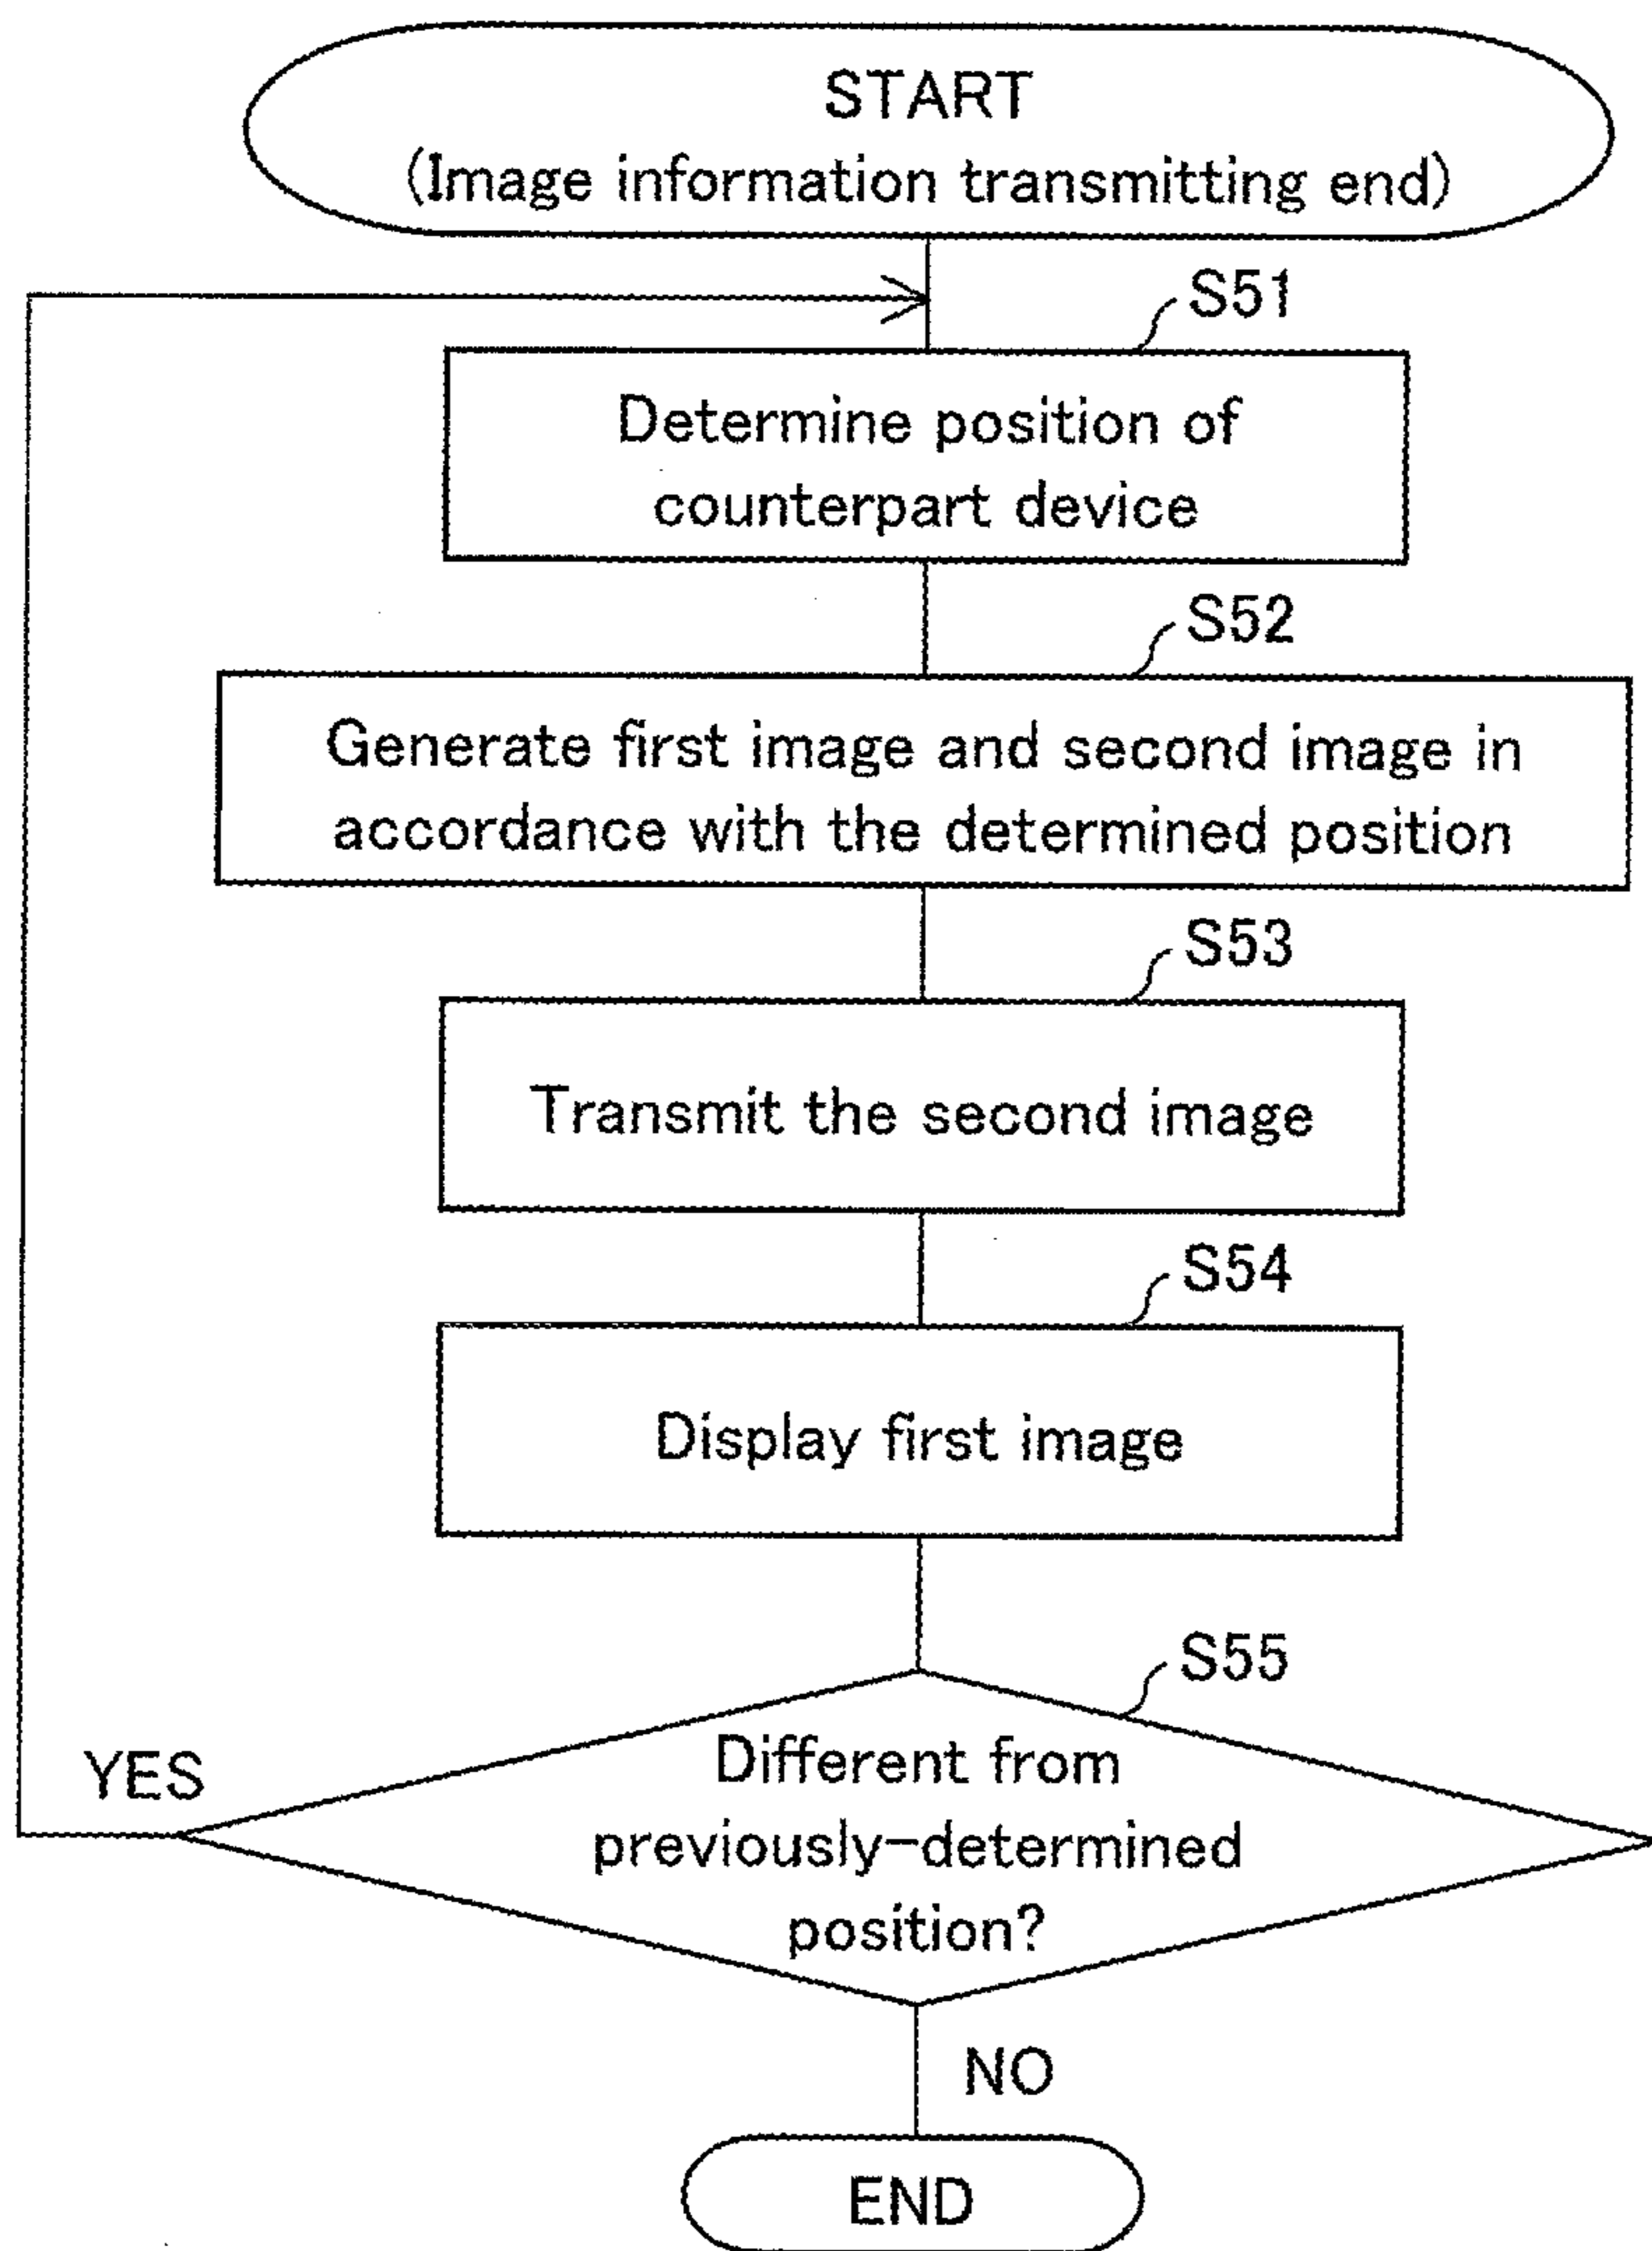 START
(Image information transmitting end)
S51
Determine position of
counterpart device
S52
Generate first image and second image in
accordance with the determined position
S53
Transmit the second image
S54
Display first image
S55
Different from
previously-determined
position?
YES
NO
END